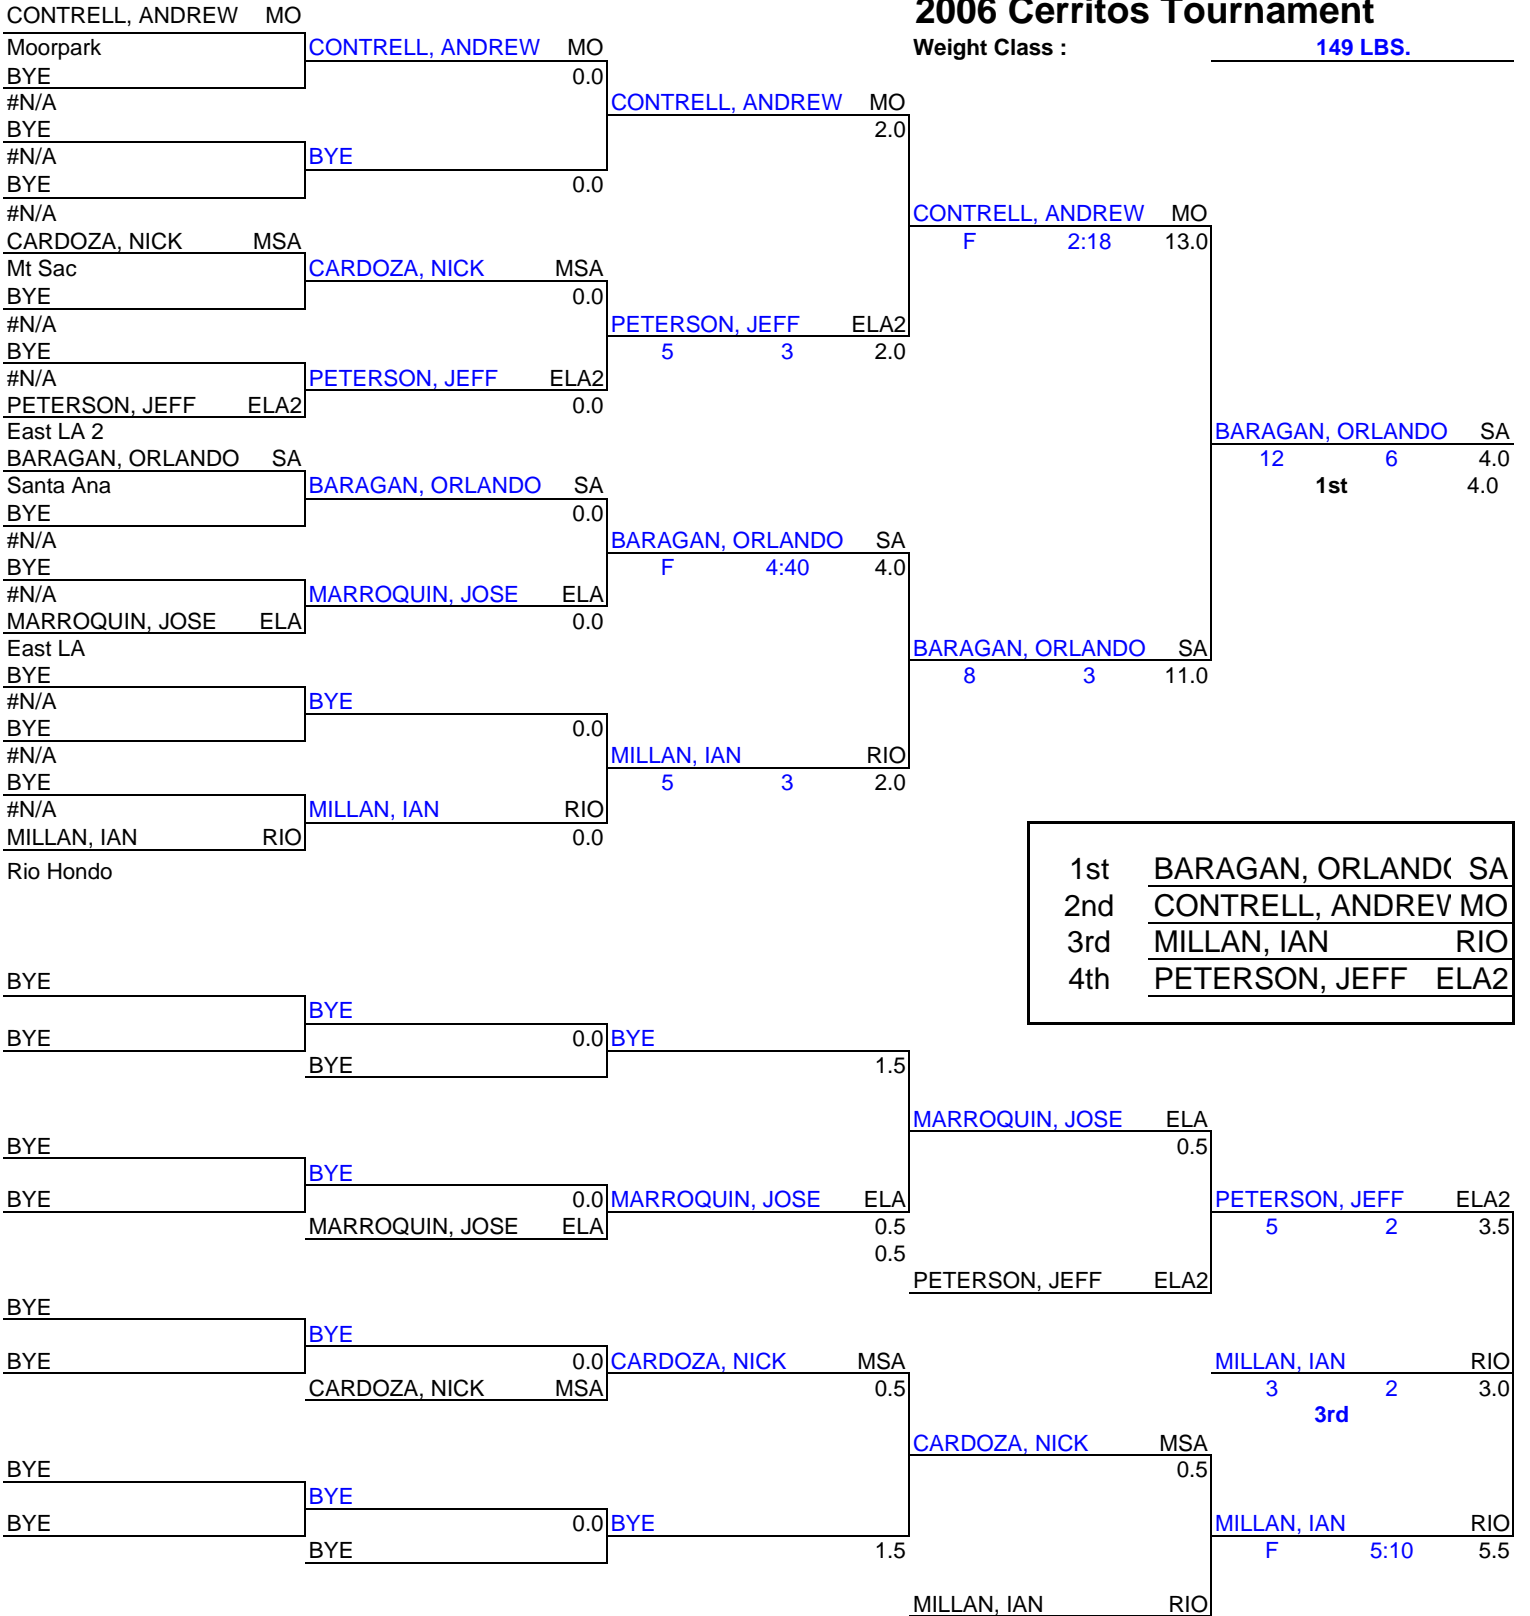 2006 Cerritos Tournament
CONTRELL, ANDREW MO
Moorpark CONTRELL, ANDREW MO Weight Class : 149 LBS.
BYE 0.0
#N/A CONTRELL, ANDREW MO
BYE 2.0
#N/A BYE
BYE 0.0
#N/A CONTRELL, ANDREW MO
CARDOZA, NICK MSA F 2:18 13.0
Mt Sac CARDOZA, NICK MSA
BYE 0.0
#N/A PETERSON, JEFF ELA2
BYE 5 3 2.0
#N/A PETERSON, JEFF ELA2
PETERSON, JEFF ELA2 0.0
East LA 2 BARAGAN, ORLANDO SA
BARAGAN, ORLANDO SA 12 6 4.0
Santa Ana BARAGAN, ORLANDO SA 1st 4.0
BYE 0.0
#N/A BARAGAN, ORLANDO SA
BYE F 4:40 4.0
#N/A MARROQUIN, JOSE ELA
MARROQUIN, JOSE ELA 0.0
East LA BARAGAN, ORLANDO SA
BYE 8 3 11.0
#N/A BYE
BYE 0.0
#N/A MILLAN, IAN RIO
BYE 5 3 2.0
#N/A MILLAN, IAN RIO
MILLAN, IAN RIO 0.0
Rio Hondo 1st BARAGAN, ORLAND( SA
2nd CONTRELL, ANDREV MO
3rd MILLAN, IAN RIO
BYE 4th PETERSON, JEFF ELA2
BYE
BYE 0.0 BYE
BYE 1.5
MARROQUIN, JOSE ELA
BYE 0.5
BYE
BYE 0.0 MARROQUIN, JOSE ELA PETERSON, JEFF ELA2
MARROQUIN, JOSE ELA 0.5 5 2 3.5
0.5
PETERSON, JEFF ELA2
BYE
BYE
BYE 0.0 CARDOZA, NICK MSA MILLAN, IAN RIO
CARDOZA, NICK MSA 0.5 3 2 3.0
3rd
CARDOZA, NICK MSA
BYE 0.5
BYE
BYE 0.0 BYE MILLAN, IAN RIO
BYE 1.5 F 5:10 5.5
MILLAN, IAN RIO